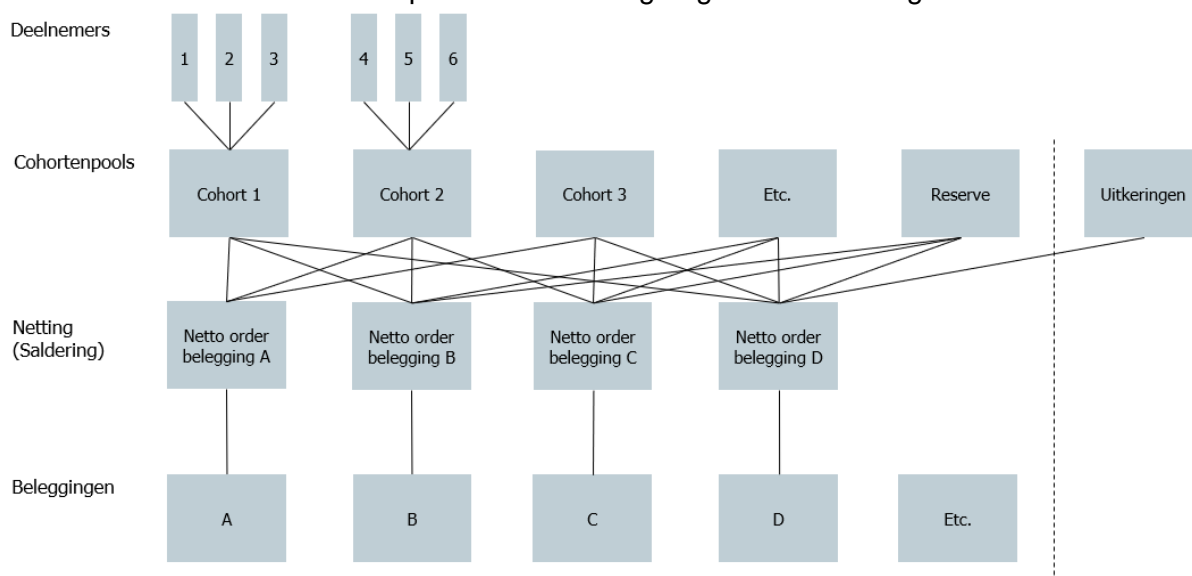 Deelnemers
1 2 3 4 5 6
Cohortenpools
Cohort 1 Cohort 2 Cohort 3 Etc. Reserve Uitkeringen
Netting
(Saldering)
Netto order
belegging A
Netto order
belegging B
Netto order
belegging C
Netto order
belegging D
Beleggingen
A B C D Etc.